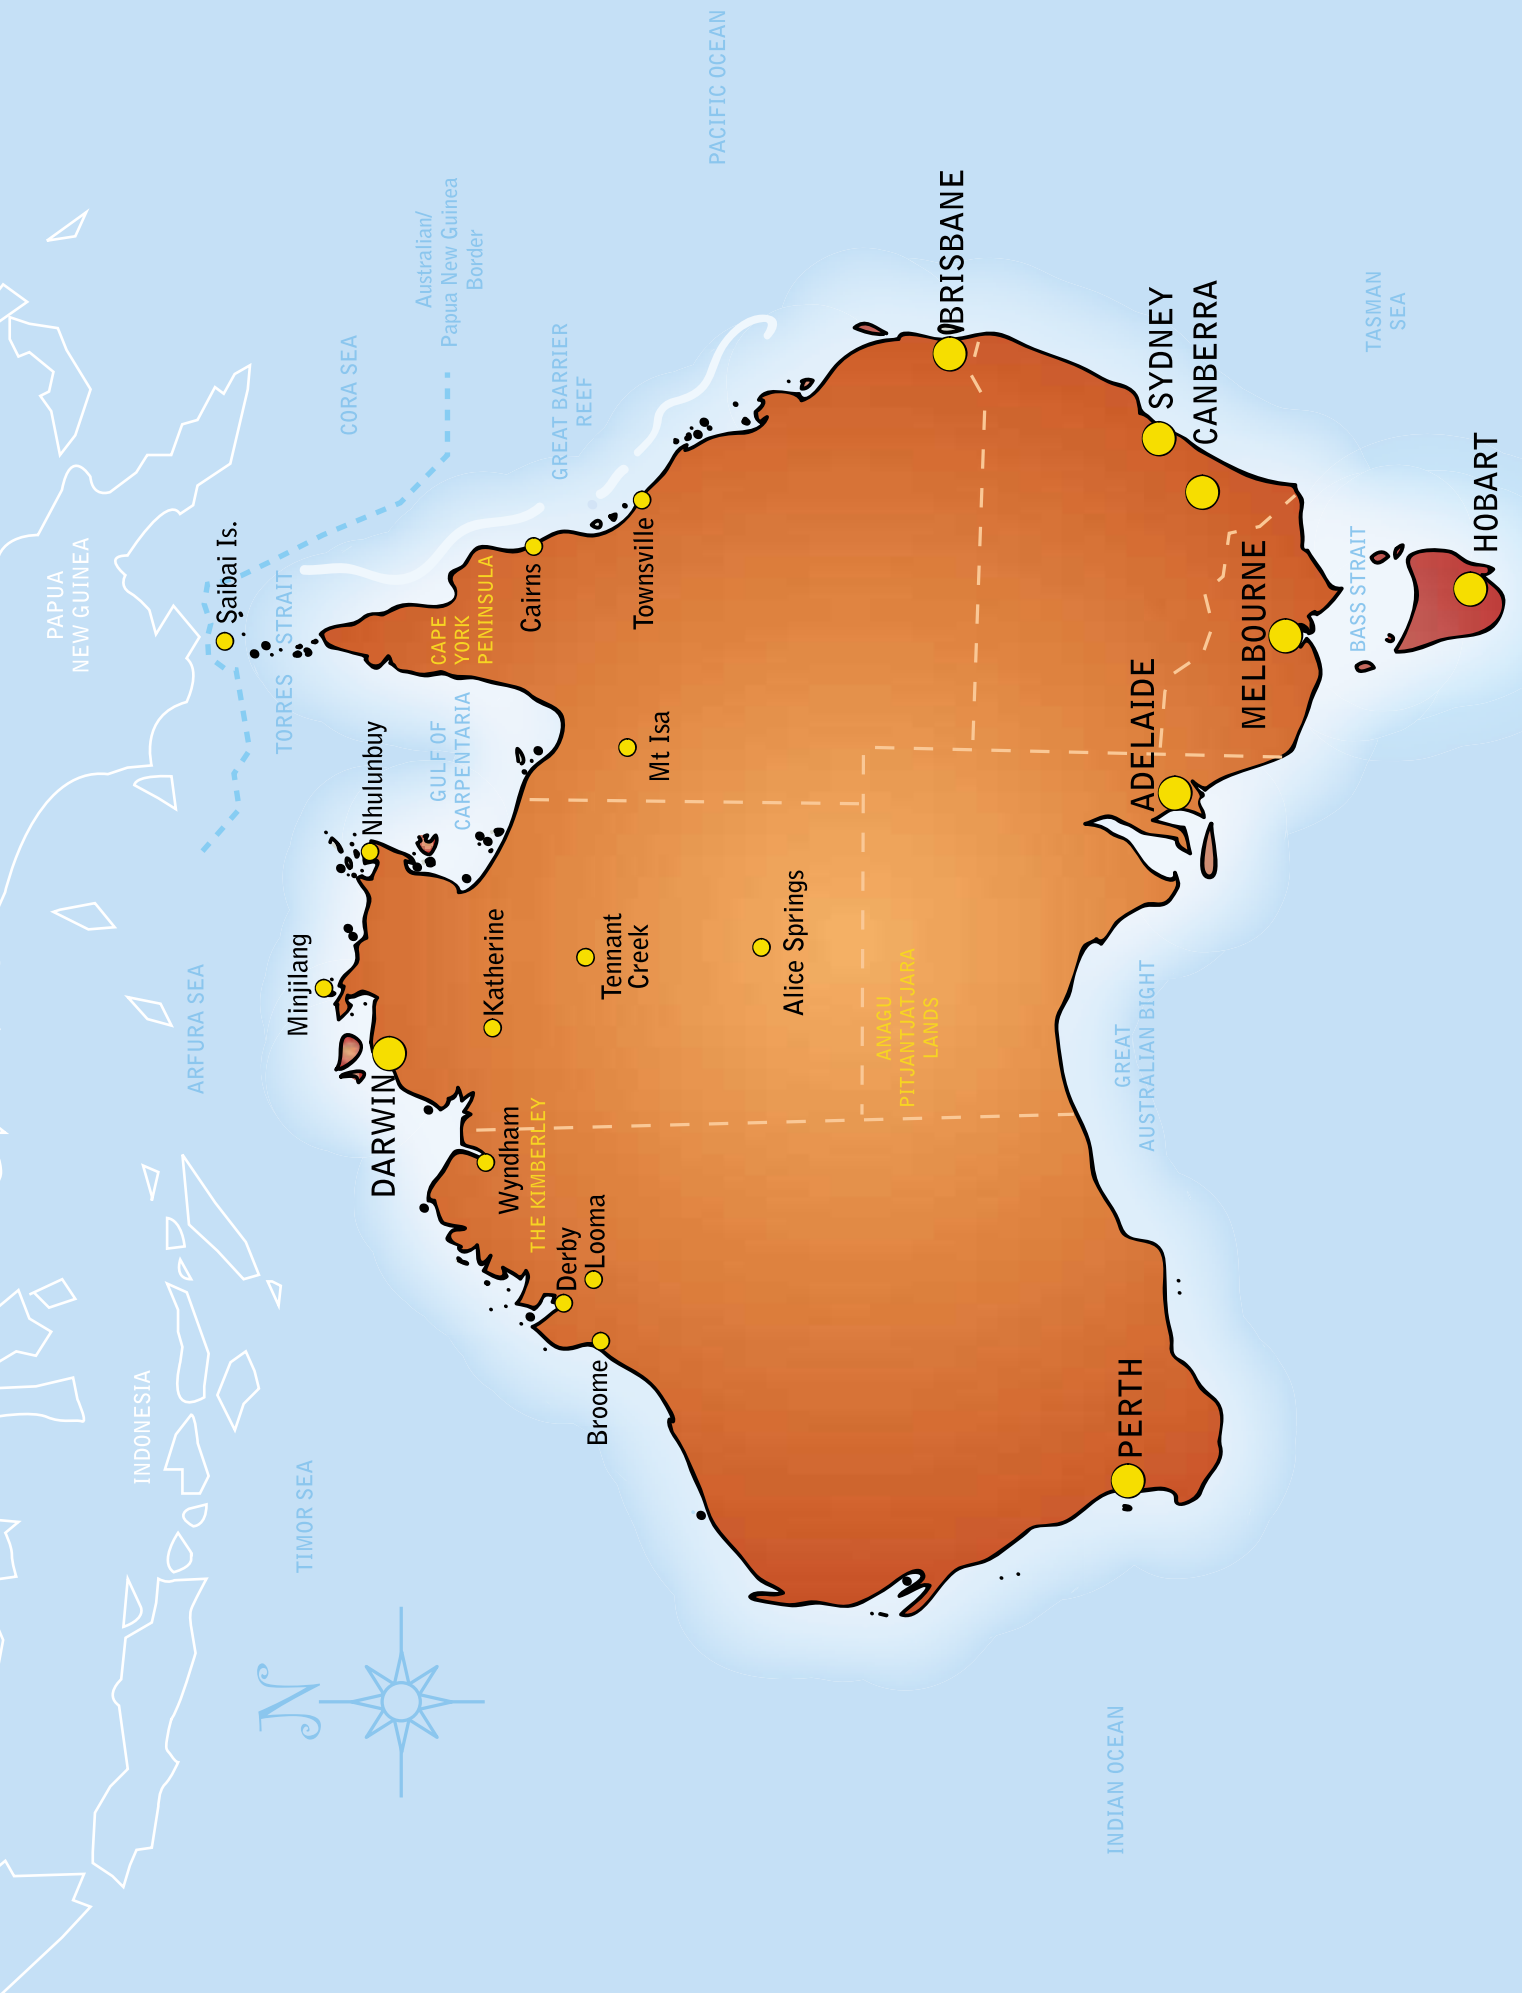 PAPUA
NEW GUINEA
INDONESIA
ARFURA SEA
Saibai Is.
TORRES STRAIT
TIMOR SEA
N
Minjilang
CORA SEA
Nhulunbuy
DARWIN
Australian/
Papua New Guinea
Border
GULF OF
CARPENTARIA
CAPE
YORK
PENINSULA
Katherine
Wyndham
THE KIMBERLEY
Cairns
GREAT BARRIER
REEF
Derby
Looma
Broome
Tennant
Creek
Townsville
Mt Isa
PACIFIC OCEAN
Alice Springs
ANAGU
PITJANTJATJARA
LANDS
BRISBANE
INDIAN OCEAN
PERTH
GREAT
AUSTRALIAN BIGHT
ADELAIDE
SYDNEY
CANBERRA
MELBOURNE
BASS STRAIT
TASMAN
SEA
HOBART